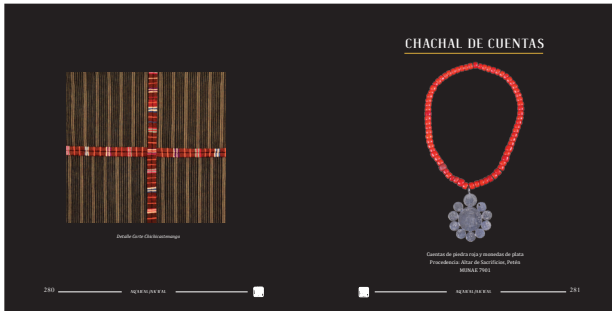 Detalle Corte Chichicastenango
280
CHACHAL DE CUENTAS
Cuentas de piedra roja y monedas de plata
Procedencia: Altar de Sacrificios, Petén
MUNAE 7901
281